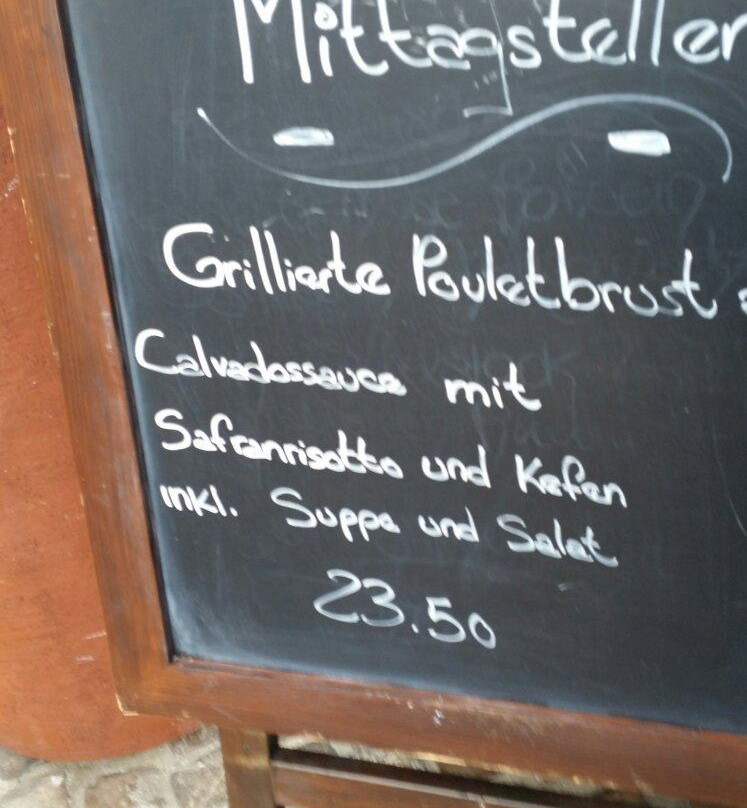 Mittagsteller
Grillierte Pouletbrust
Calvadossauce mit
Safranrisotto und Kefen
inkl. Suppe und Salat
23.50